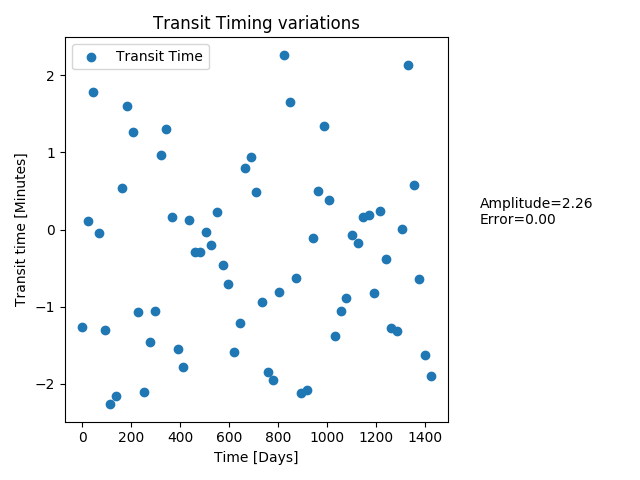 Transit Timing variations
Transit Time
2
1
0
−1
−2
Transit time [Minutes]
0 200 400 600 800 1000 1200 1400
Time [Days]
Amplitude=2.26
Error=0.00